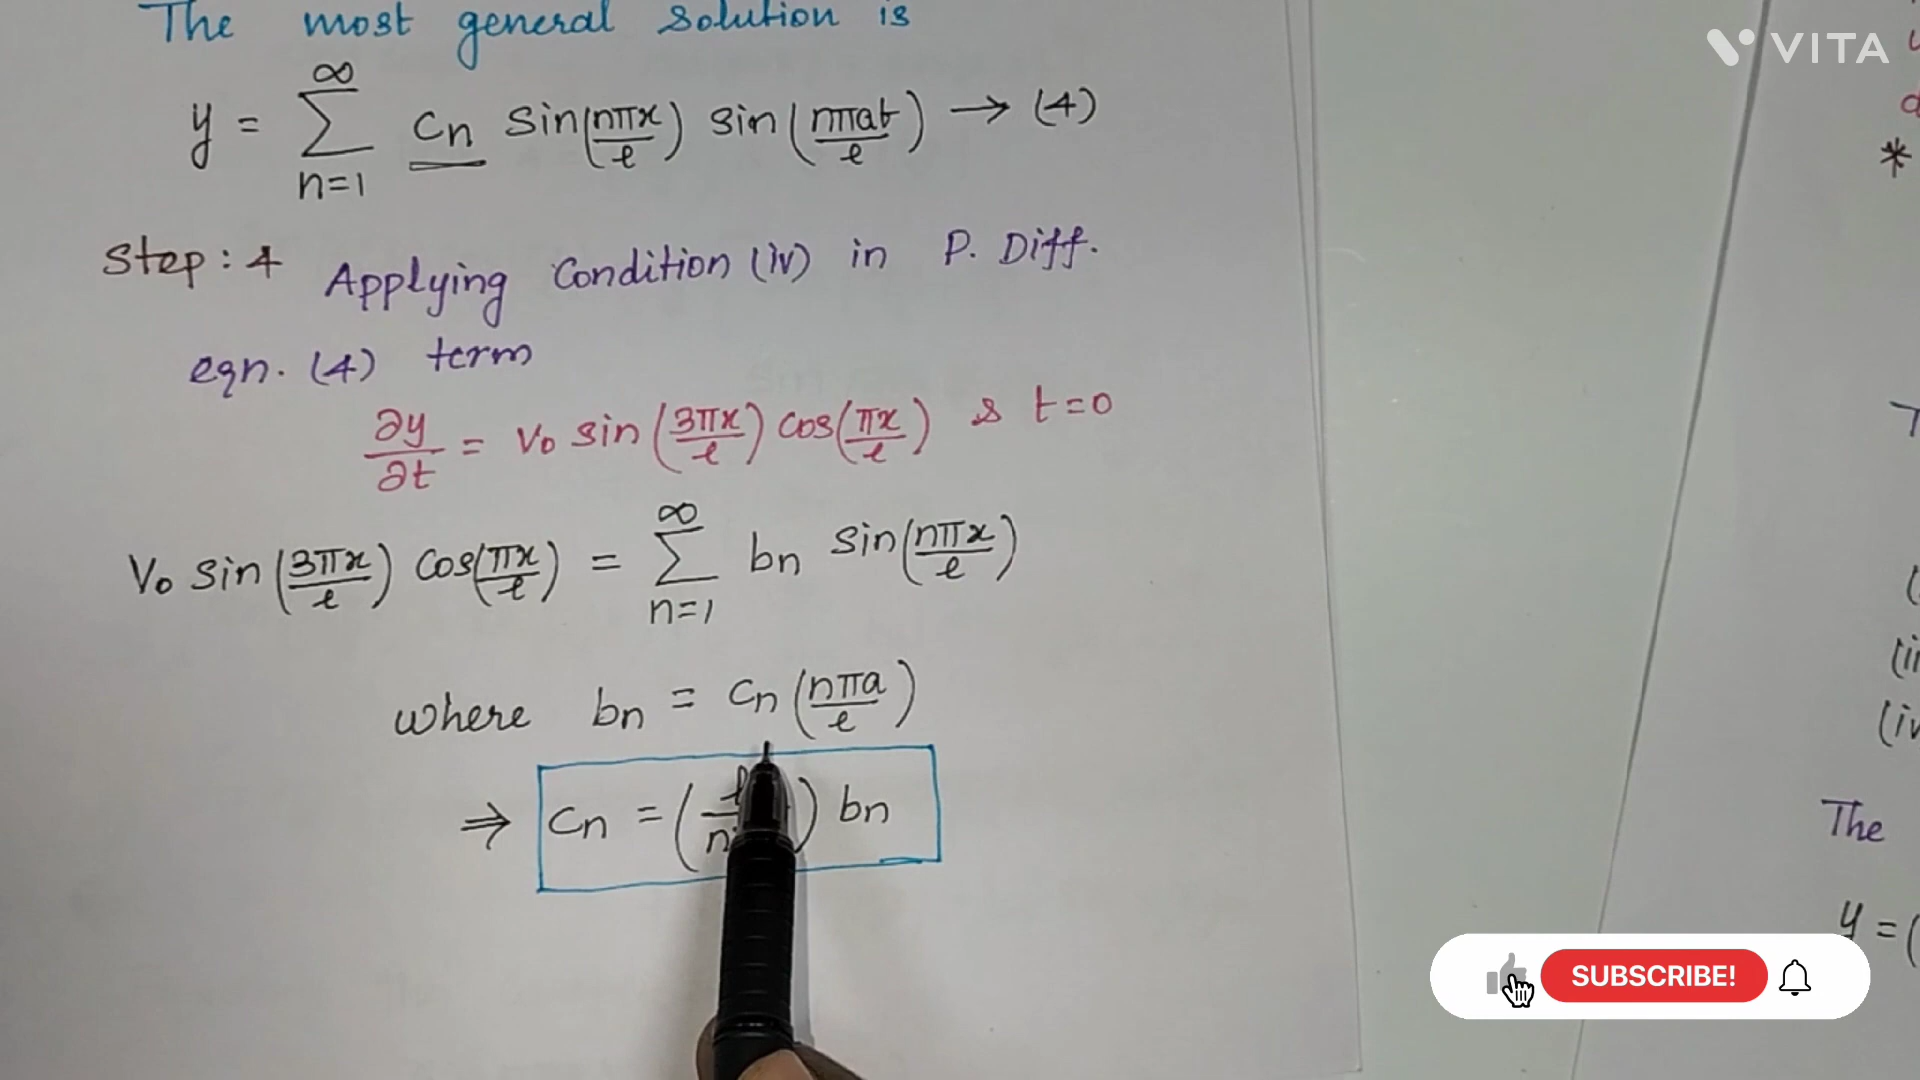 The most general solution is
y = ∞ ∑ n=1 cn sin(nπx/l) sin(nπat/l) → (4)
Step: 4 Applying Condition (iv) in P. Diff.
eqn. (4) term
∂y/∂t = V0 sin(3πx/l) cos(πx/l) & t=0
V0 sin(3πx/l) cos(πx/l) = ∞ ∑ n=1 bn sin(nπx/l)
where bn = cn (nπa/l)
⇒ cn = (l/n ) bn
VITA
*
The
y = (
SUBSCRIBE!